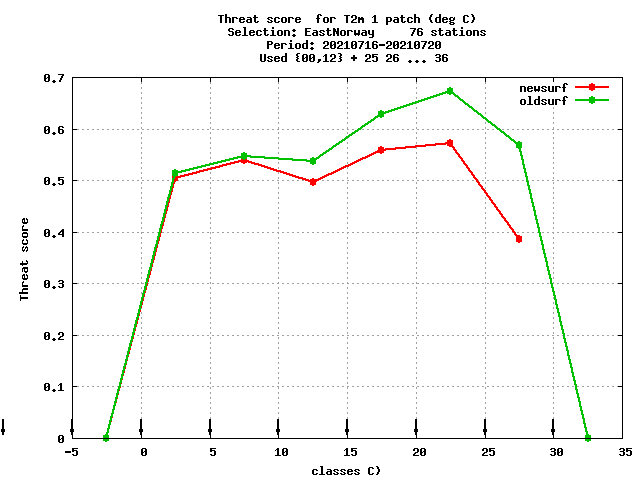 Threat score for T2m 1 patch (deg C)
Selection: EastNorway 76 stations
Period: 20210716-20210720
Used {00,12} + 25 26 ... 36
newsurf
oldsurf
0.7
0.6
0.5
0.4
0.3
0.2
0.1
0
Threat score
-5 0 5 10 15 20 25 30 35
classes C)